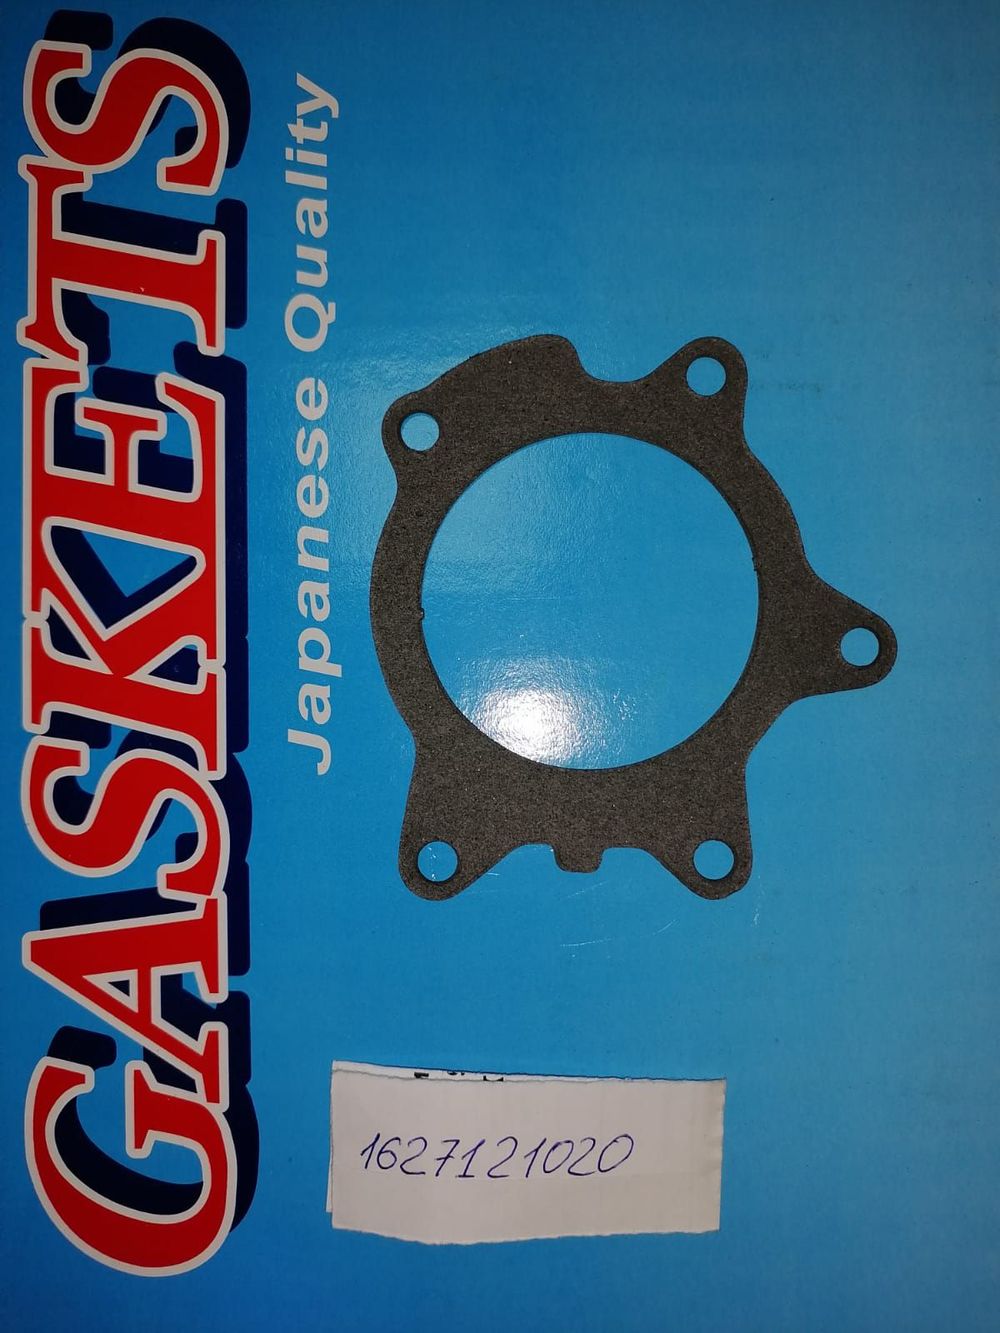 GASKETS
Japanese Quality
1627121020